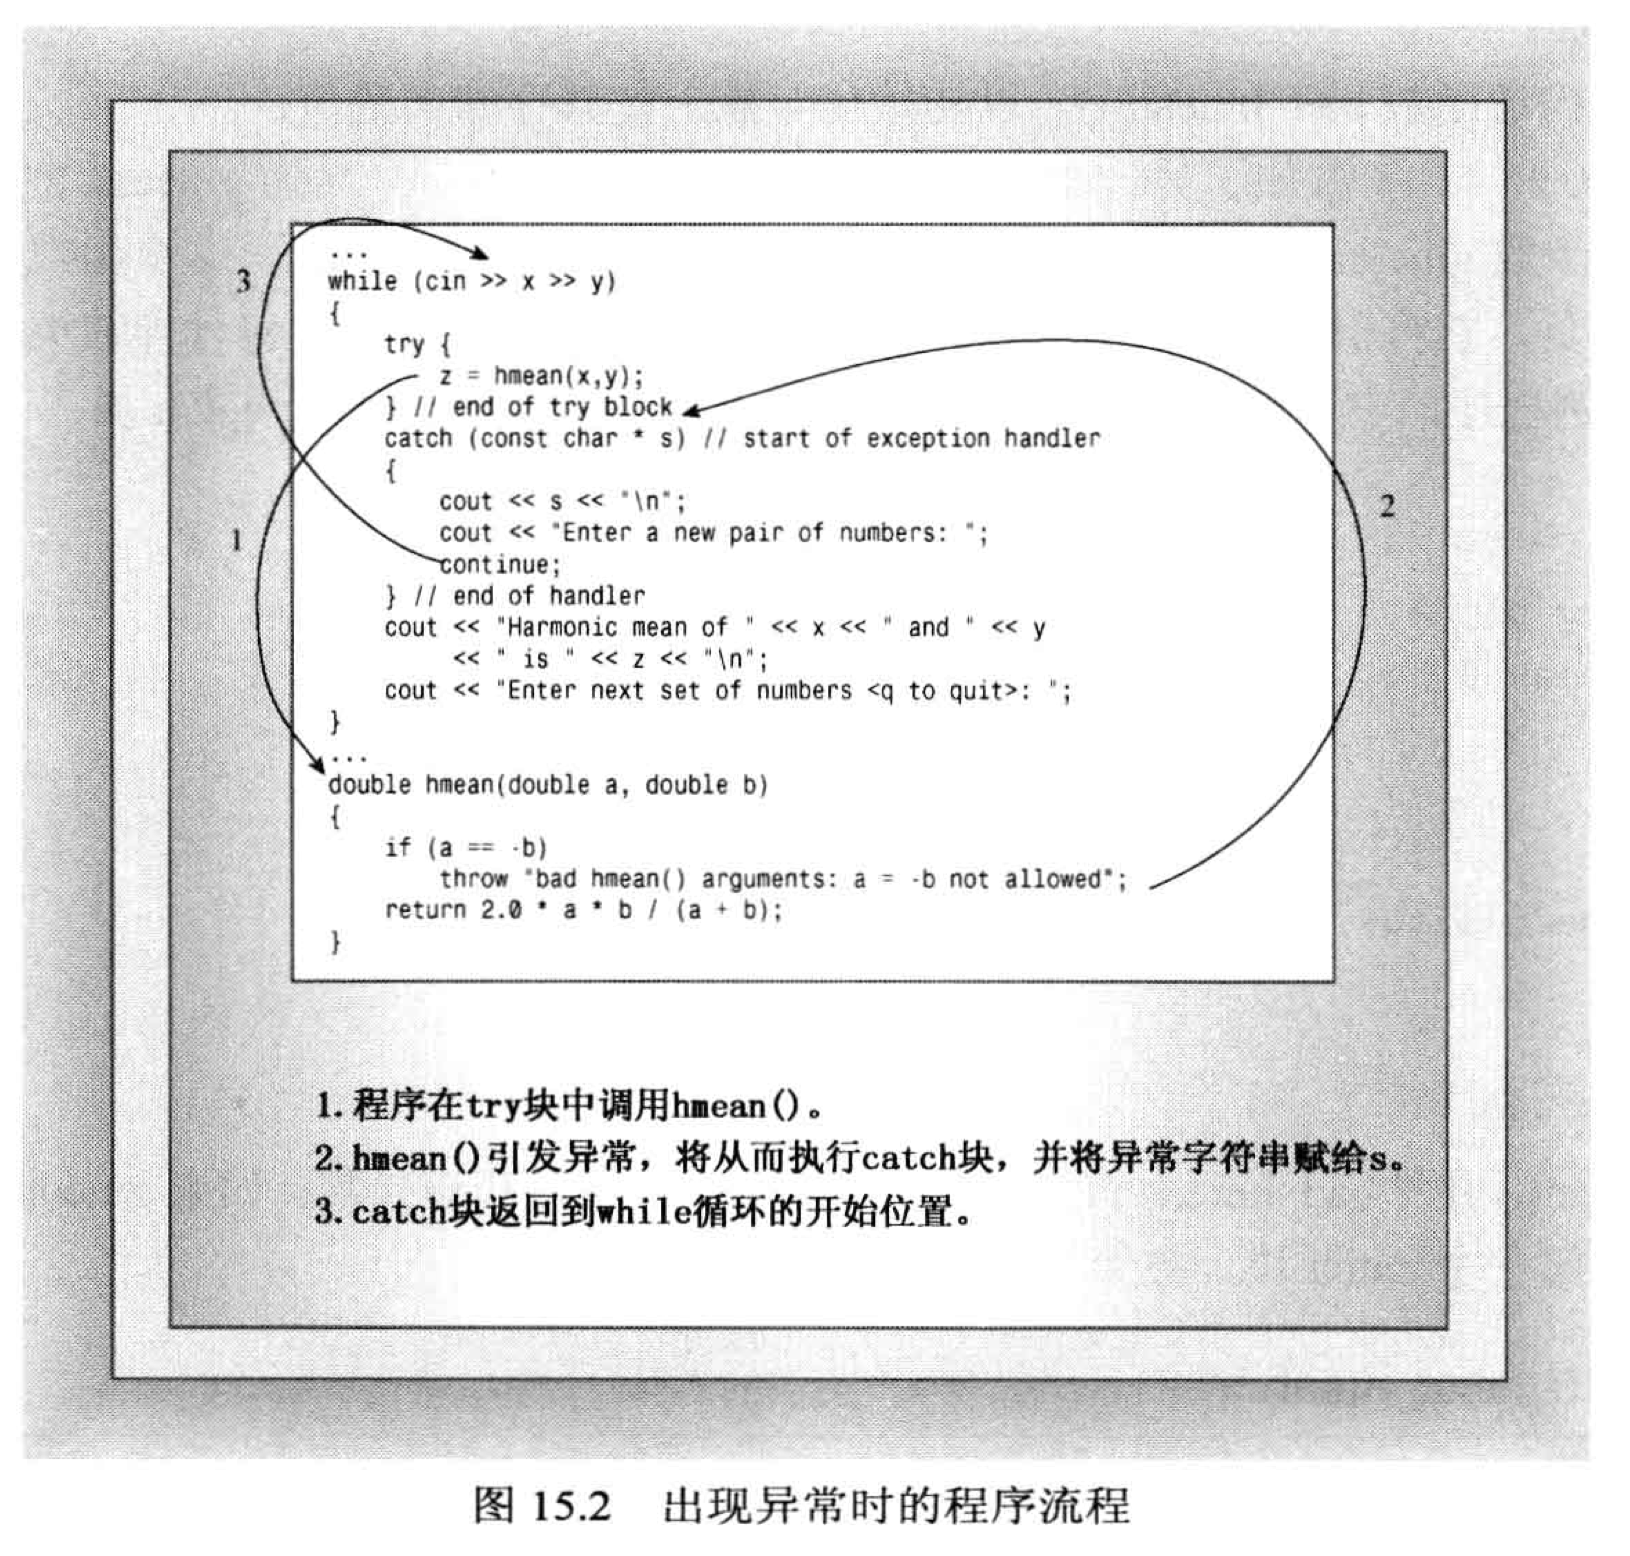 ...
while (cin >> x >> y)
{
    try {
        z = hmean(x,y);
    } // end of try block
    catch (const char * s) // start of exception handler
    {
        cout << s << "\n";
        cout << "Enter a new pair of numbers: ";
        continue;
    } // end of handler
    cout << "Harmonic mean of " << x << " and " << y
         << " is " << z << "\n";
    cout << "Enter next set of numbers <q to quit>: ";
}
...
double hmean(double a, double b)
{
    if (a == -b)
        throw "bad hmean() arguments: a = -b not allowed";
    return 2.0 * a * b / (a + b);
}
3
1
2
1.程序在try块中调用hmean()。
2.hmean()引发异常，将从而执行catch块，并将异常字符串赋给s。
3.catch块返回到while循环的开始位置。
图 15.2 出现异常时的程序流程